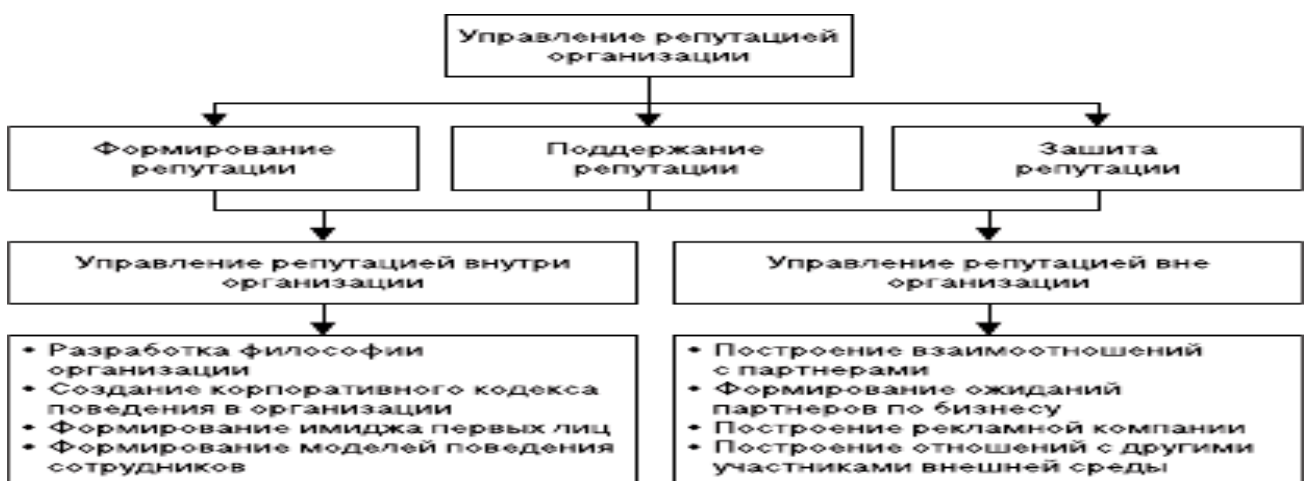 Управление репутацией
организации
Формирование
репутации
Поддержание
репутации
Зашита
репутации
Управление репутацией внутри
организации
Управление репутацией вне
организации
• Разработка философии
организации
• Создание корпоративного кодекса
поведения в организации
• Формирование имиджа первых лиц
• Формирование моделей поведения
сотрудников
• Построение взаимоотношений
с партнерами
• Формирование ожиданий
партнеров по бизнесу
• Построение рекламной компании
• Построение отношений с другими
участниками внешней среды